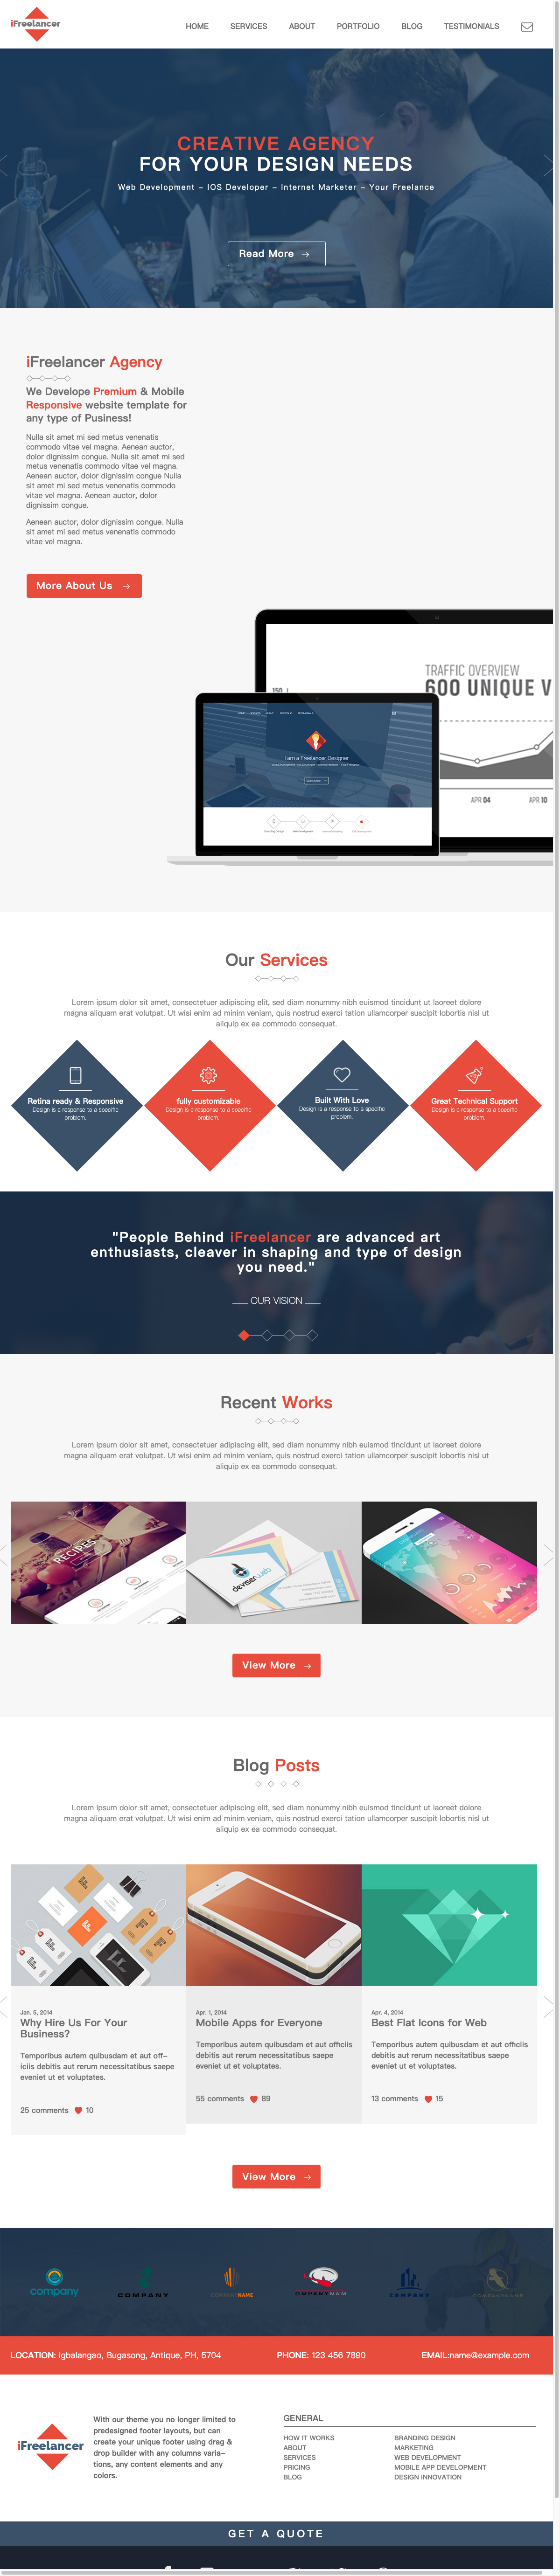 iFreelancer
HOME SERVICES ABOUT PORTFOLIO BLOG TESTIMONIALS
CREATIVE AGENCY
FOR YOUR DESIGN NEEDS
Web Development – IOS Developer – Internet Marketer – Your Freelance
Read More
iFreelancer Agency
We Develope Premium & Mobile
Responsive website template for
any type of Pusiness!
Nulla sit amet mi sed metus venenatis
commodo vitae vel magna. Aenean auctor,
dolor dignissim congue. Nulla sit amet mi sed
metus venenatis commodo vitae vel magna.
Aenean auctor, dolor dignissim congue Nulla
sit amet mi sed metus venenatis commodo
vitae vel magna. Aenean auctor, dolor
dignissim congue.
Aenean auctor, dolor dignissim congue. Nulla
sit amet mi sed metus venenatis commodo
vitae vel magna.
More About Us
TRAFFIC OVERVIEW
600 UNIQUE V
150
APR 04 APR 10
I am a Freelancer Designer
Our Services
Lorem ipsum dolor sit amet, consectetuer adipiscing elit, sed diam nonummy nibh euismod tincidunt ut laoreet dolore
magna aliquam erat volutpat. Ut wisi enim ad minim veniam, quis nostrud exerci tation ullamcorper suscipit lobortis nisl ut
aliquip ex ea commodo consequat.
Retina ready & Responsive
Design is a response to a specific
problem.
fully customizable
Design is a response to a specific
problem.
Built With Love
Design is a response to a specific
problem.
Great Technical Support
Design is a response to a specific
problem.
"People Behind iFreelancer are advanced art
enthusiasts, cleaver in shaping and type of design
you need."
OUR VISION
Recent Works
Lorem ipsum dolor sit amet, consectetuer adipiscing elit, sed diam nonummy nibh euismod tincidunt ut laoreet dolore
magna aliquam erat volutpat. Ut wisi enim ad minim veniam, quis nostrud exerci tation ullamcorper suscipit lobortis nisl ut
aliquip ex ea commodo consequat.
RECIPES
deviserweb
View More
Blog Posts
Lorem ipsum dolor sit amet, consectetuer adipiscing elit, sed diam nonummy nibh euismod tincidunt ut laoreet dolore
magna aliquam erat volutpat. Ut wisi enim ad minim veniam, quis nostrud exerci tation ullamcorper suscipit lobortis nisl ut
aliquip ex ea commodo consequat.
Jan. 5, 2014
Why Hire Us For Your
Business?
Temporibus autem quibusdam et aut off-
iciis debitis aut rerum necessitatibus saepe
eveniet ut et voluptates.
25 comments 10
Apr. 1, 2014
Mobile Apps for Everyone
Temporibus autem quibusdam et aut officiis
debitis aut rerum necessitatibus saepe
eveniet ut et voluptates.
55 comments 89
Apr. 4, 2014
Best Flat Icons for Web
Temporibus autem quibusdam et aut officiis
debitis aut rerum necessitatibus saepe
eveniet ut et voluptates.
13 comments 15
View More
company
COMPANY
COMPANYNAME
COMPANY
LOCATION: Igbalangao, Bugasong, Antique, PH, 5704 PHONE: 123 456 7890 EMAIL:name@example.com
iFreelancer
With our theme you no longer limited to
predesigned footer layouts, but can
create your unique footer using drag &
drop builder with any columns varia-
tions, any content elements and any
colors.
GENERAL
HOW IT WORKS
ABOUT
SERVICES
PRICING
BLOG
BRANDING DESIGN
MARKETING
WEB DEVELOPMENT
MOBILE APP DEVELOPMENT
DESIGN INNOVATION
GET A QUOTE